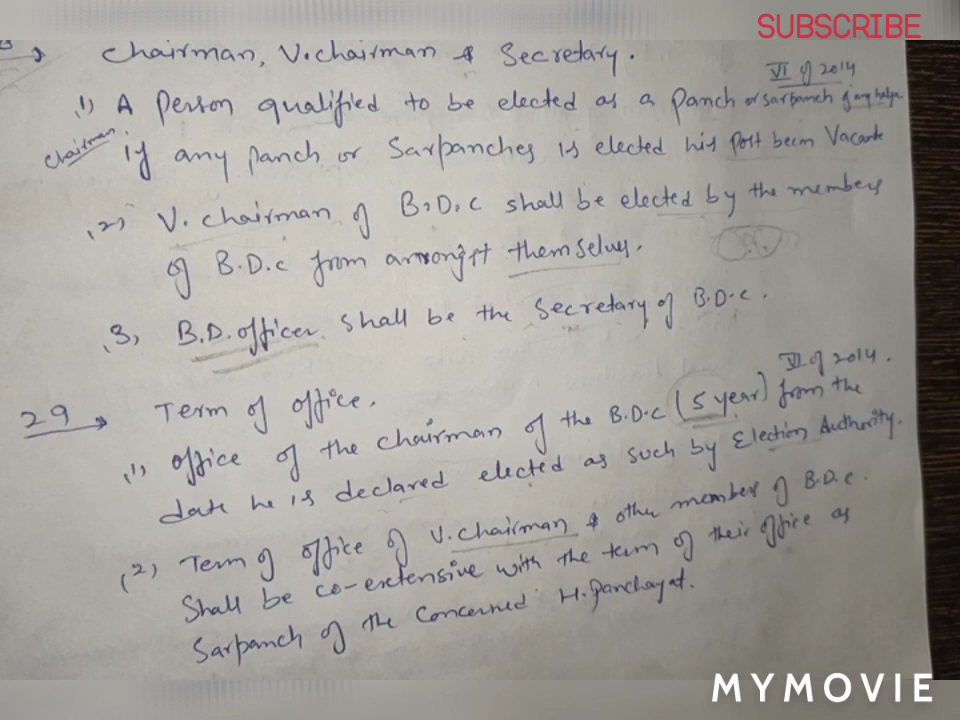 SUBSCRIBE
→ Chairman, V.chairman & Secretary.
VI of 2014
(1) A Person qualified to be elected as a Panch or Sarpanch of any halqa
Chairman
If any Panch or Sarpanches is elected his Post becm Vacante
(2) V. chairman of B.D.C shall be elected by the members
of B.D.C from amongst themselves.
(3) B.D. officer shall be the Secretary of B.D.C.
VI of 2014.
29 → Term of office.
(1) office of the chairman of the B.D.C (5 year) from the
date he is declared elected as such by Election Authority.
(2) Term of office of V.chairman & other member of B.D.C.
Shall be co-extensive with the term of their office as
Sarpanch of the Concerned H.Panchayat.
MYMOVIE